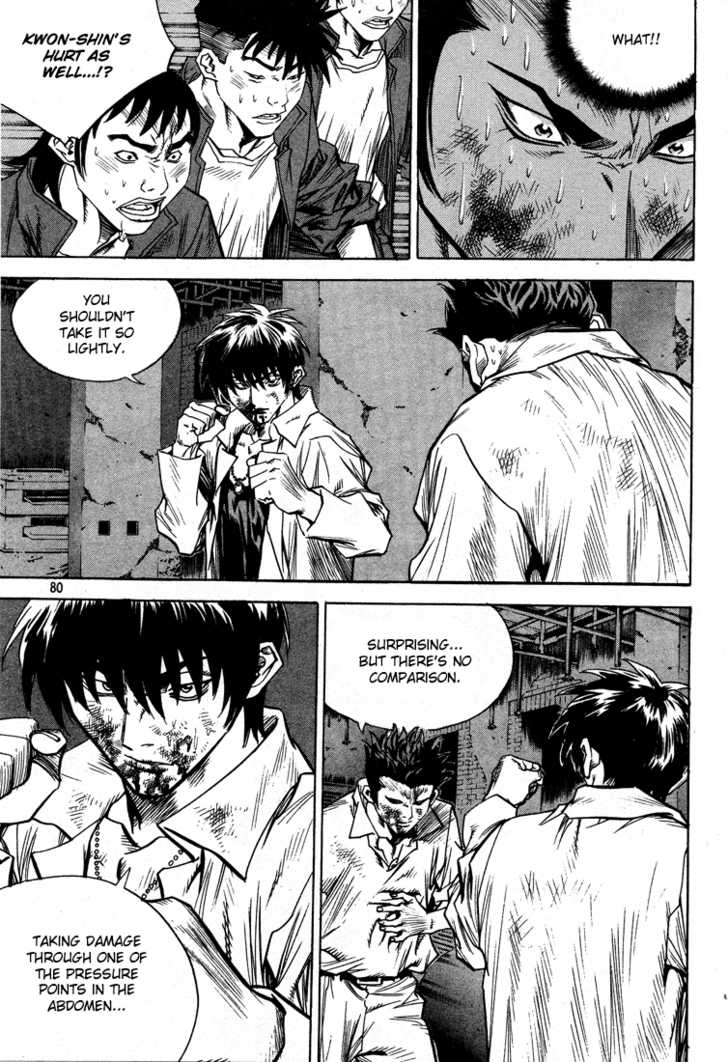 WHAT!!
KWON-SHIN'S
HURT AS
WELL...!?
YOU
SHOULDN'T
TAKE IT SO
LIGHTLY.
80
SURPRISING...
BUT THERE'S NO
COMPARISON.
TAKING DAMAGE
THROUGH ONE OF
THE PRESSURE
POINTS IN THE
ABDOMEN...